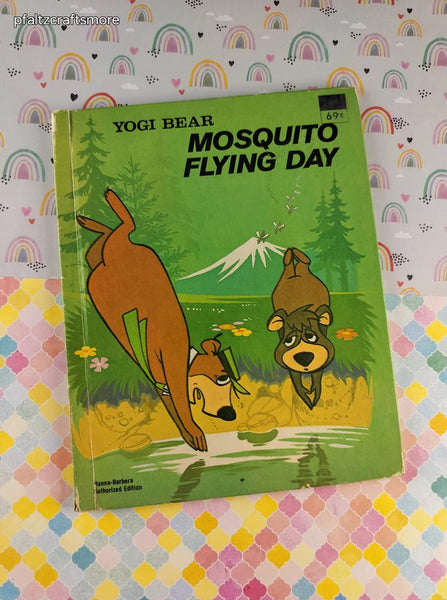 pfaltzcraftsmore
69¢
YOGI BEAR
MOSQUITO
FLYING DAY
Hanna-Barbera
Authorized Edition